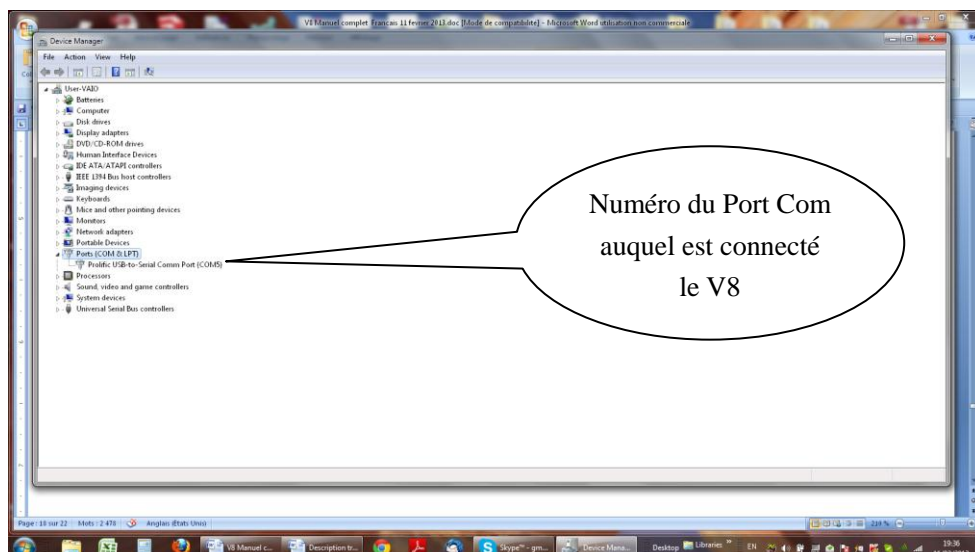 V8 Manuel complet Francais 11 fevrier 2013.doc [Mode de compatibilité] - Microsoft Word utilisation non commerciale
Device Manager
File Action View Help
User-VAIO
Batteries
Computer
Disk drives
Display adapters
DVD/CD-ROM drives
Human Interface Devices
IDE ATA/ATAPI controllers
IEEE 1394 Bus host controllers
Imaging devices
Keyboards
Mice and other pointing devices
Monitors
Network adapters
Portable Devices
Ports (COM & LPT)
Prolific USB-to-Serial Comm Port (COM5)
Processors
Sound, video and game controllers
System devices
Universal Serial Bus controllers
Numéro du Port Com
auquel est connecté
le V8
Page : 18 sur 22 Mots : 2 478 Anglais (États Unis) 210 %
V8 Manuel c... Description tr... Skype™ - gm... Device Mana... Desktop Libraries » EN 19:36